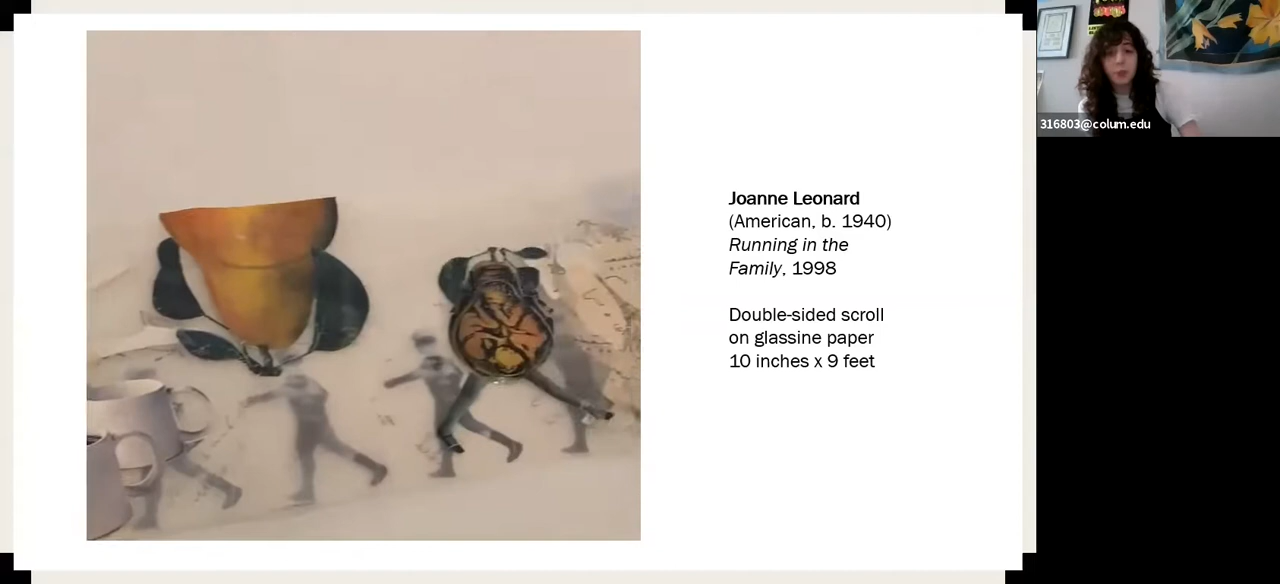 Joanne Leonard
(American, b. 1940)
Running in the
Family, 1998
Double-sided scroll
on glassine paper
10 inches x 9 feet
316803@colum.edu